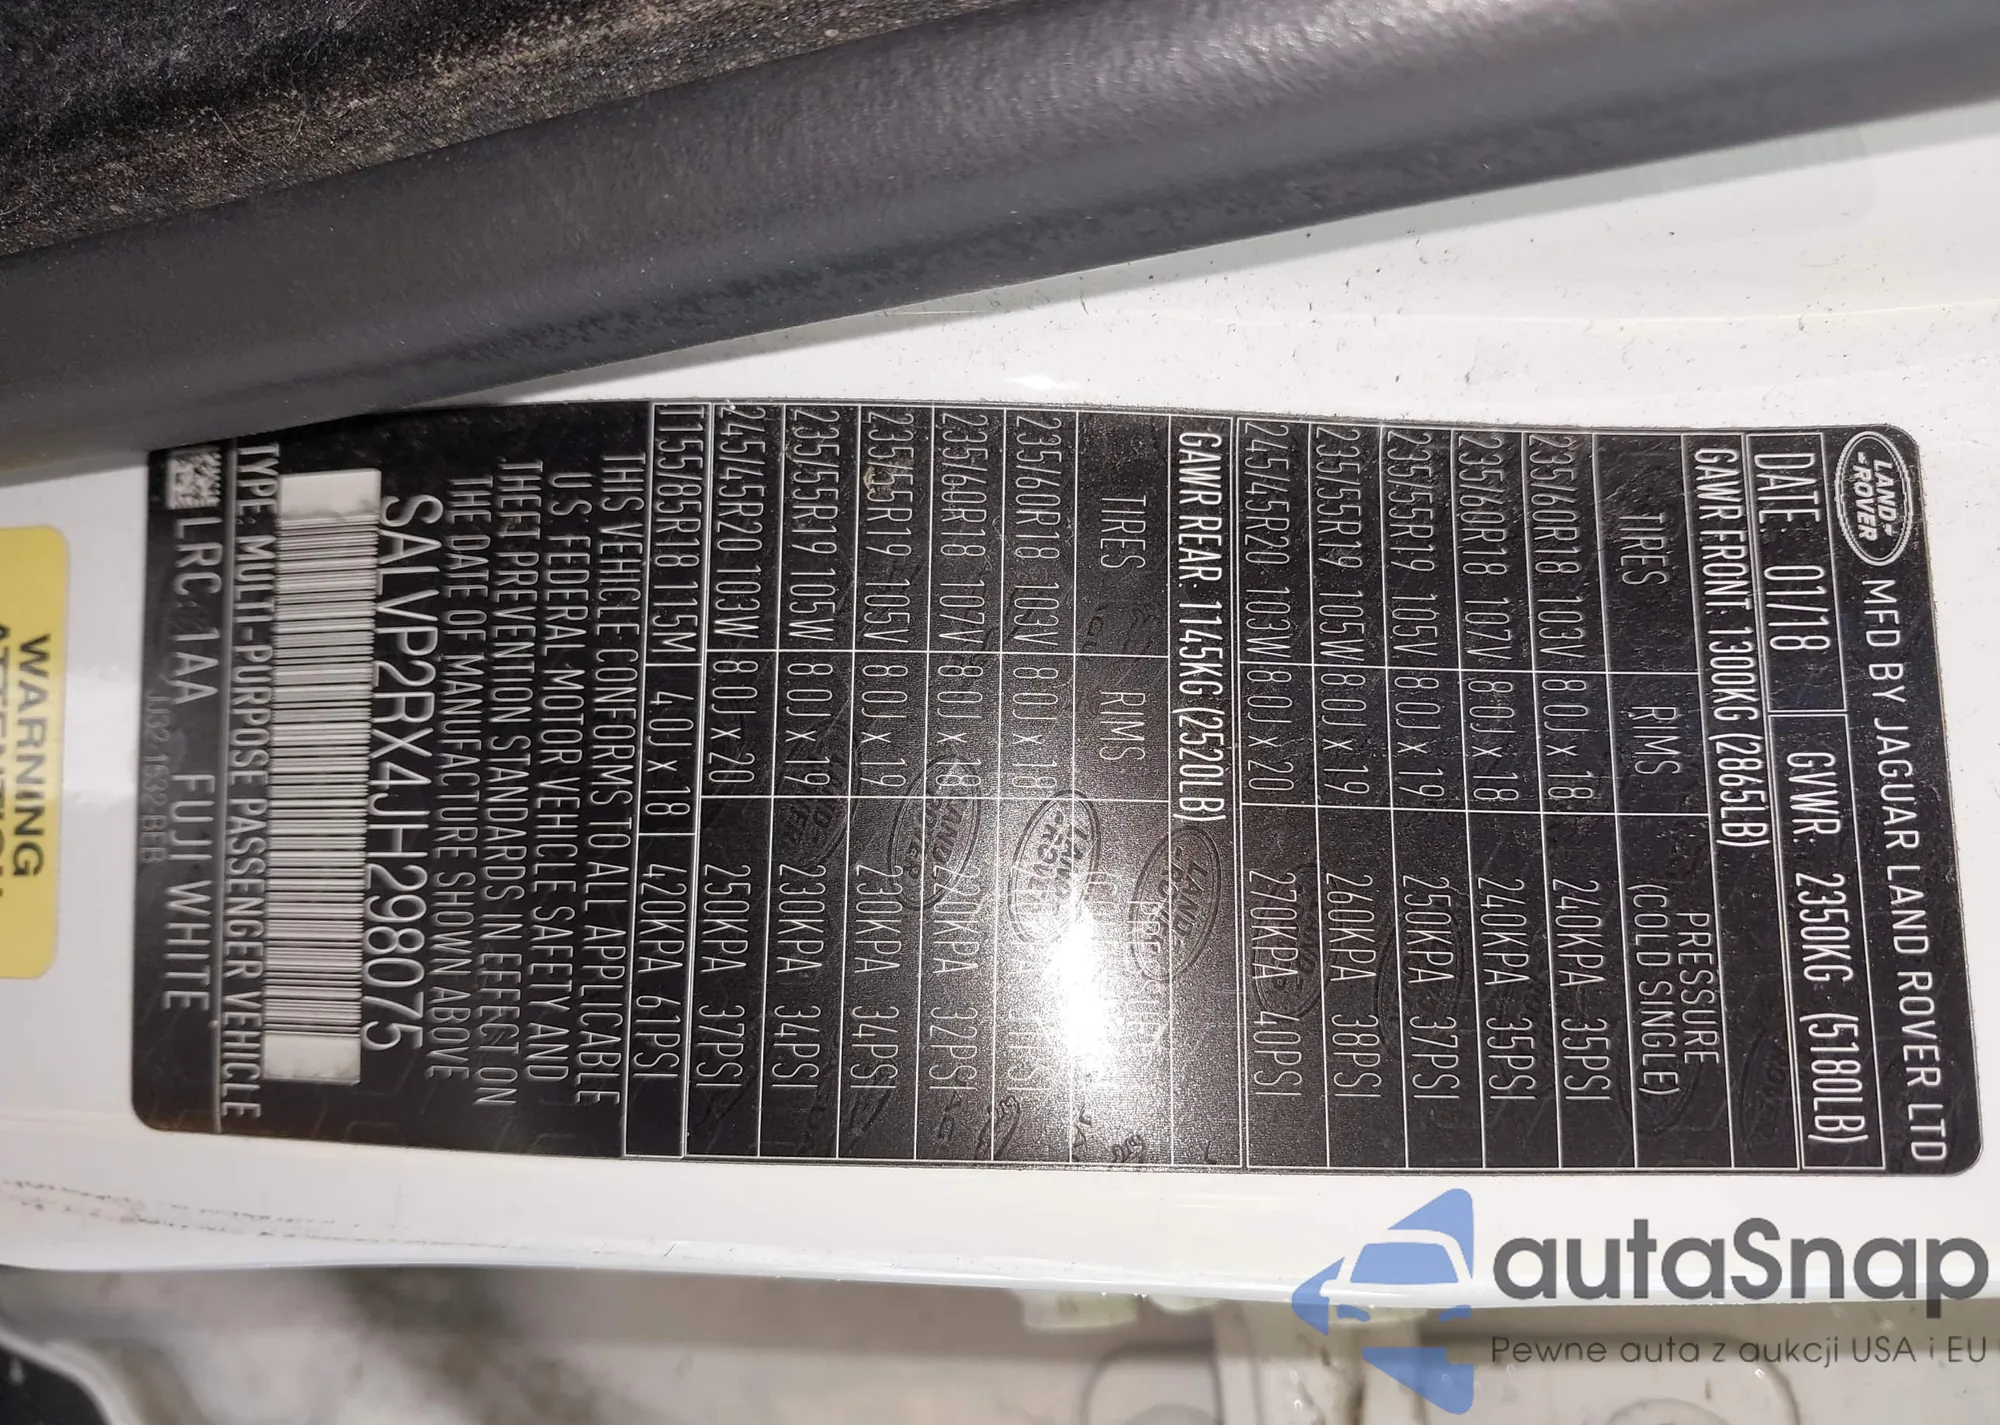 LAND-
-ROVER
MFD BY JAGUAR LAND ROVER LTD
DATE: 01/18 GVWR: 2350KG (5180LB)
GAWR FRONT: 1300KG (2865LB)
TIRES RIMS PRESSURE
(COLD SINGLE)
235/60R18 103V 8.0J x 18 240KPA 35PSI
235/60R18 107V 8.0J x 18 240KPA 35PSI
235/55R19 105V 8.0J x 19 250KPA 37PSI
235/55R19 105W 8.0J x 19 260KPA 38PSI
245/45R20 103W 8.0J x 20 270KPA 40PSI
GAWR REAR: 1145KG (2520LB)
TIRES RIMS
235/60R18 103V 8.0J x 18
235/60R18 107V 8.0J x 18 220KPA 32PSI
235/55R19 105V 8.0J x 19 230KPA 34PSI
235/55R19 105W 8.0J x 19 230KPA 34PSI
245/45R20 103W 8.0J x 20 250KPA 37PSI
T155/85R18 115M 4.0J x 18 420KPA 61PSI
THIS VEHICLE CONFORMS TO ALL APPLICABLE
U S FEDERAL MOTOR VEHICLE SAFETY AND
THEFT PREVENTION STANDARDS IN EFFECT ON
THE DATE OF MANUFACTURE SHOWN ABOVE
SALVP2RX4JH298075
TYPE: MULTI-PURPOSE PASSENGER VEHICLE
LRC 1AA FUJI WHITE
WARNING
autaSnap
Pewne auta z aukcji USA i EU